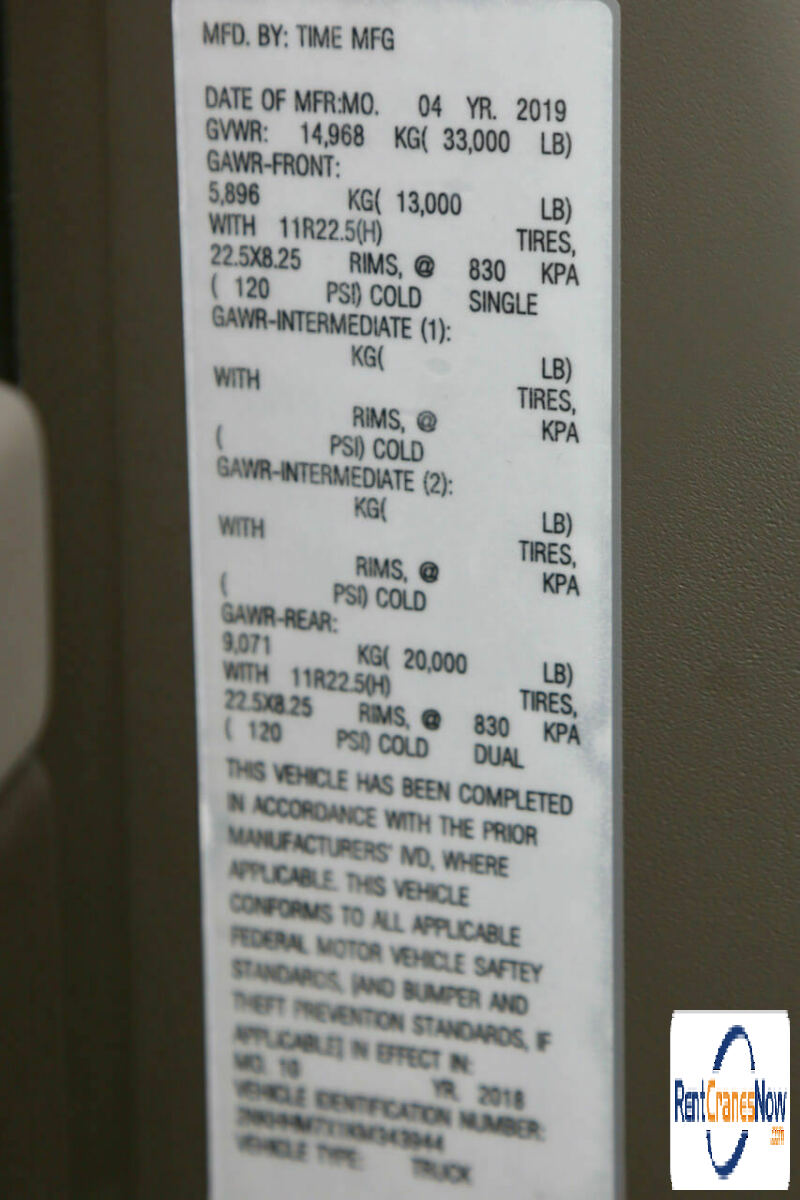 MFD. BY: TIME MFG
DATE OF MFR:MO. 04 YR. 2019
GVWR: 14,968 KG( 33,000 LB)
GAWR-FRONT:
5,896 KG( 13,000 LB)
WITH 11R22.5(H) TIRES,
22.5X8.25 RIMS, @ 830 KPA
( 120 PSI) COLD SINGLE
GAWR-INTERMEDIATE (1):
KG( LB)
WITH TIRES,
RIMS, @ KPA
( PSI) COLD
GAWR-INTERMEDIATE (2):
KG( LB)
WITH TIRES,
RIMS, @ KPA
( PSI) COLD
GAWR-REAR:
9,071 KG( 20,000 LB)
WITH 11R22.5(H) TIRES,
22.5X8.25 RIMS, @ 830 KPA
( 120 PSI) COLD DUAL
THIS VEHICLE HAS BEEN COMPLETED
IN ACCORDANCE WITH THE PRIOR
MANUFACTURERS' IVD, WHERE
APPLICABLE. THIS VEHICLE
CONFORMS TO ALL APPLICABLE
FEDERAL MOTOR VEHICLE SAFTEY
STANDARDS, [AND BUMPER AND
THEFT PREVENTION STANDARDS, IF
APPLICABLE] IN EFFECT IN:
MO. 10 YR. 2018
VEHICLE IDENTIFICATION NUMBER:
VEHICLE TYPE: TRUCK
RentCranesNow
.com